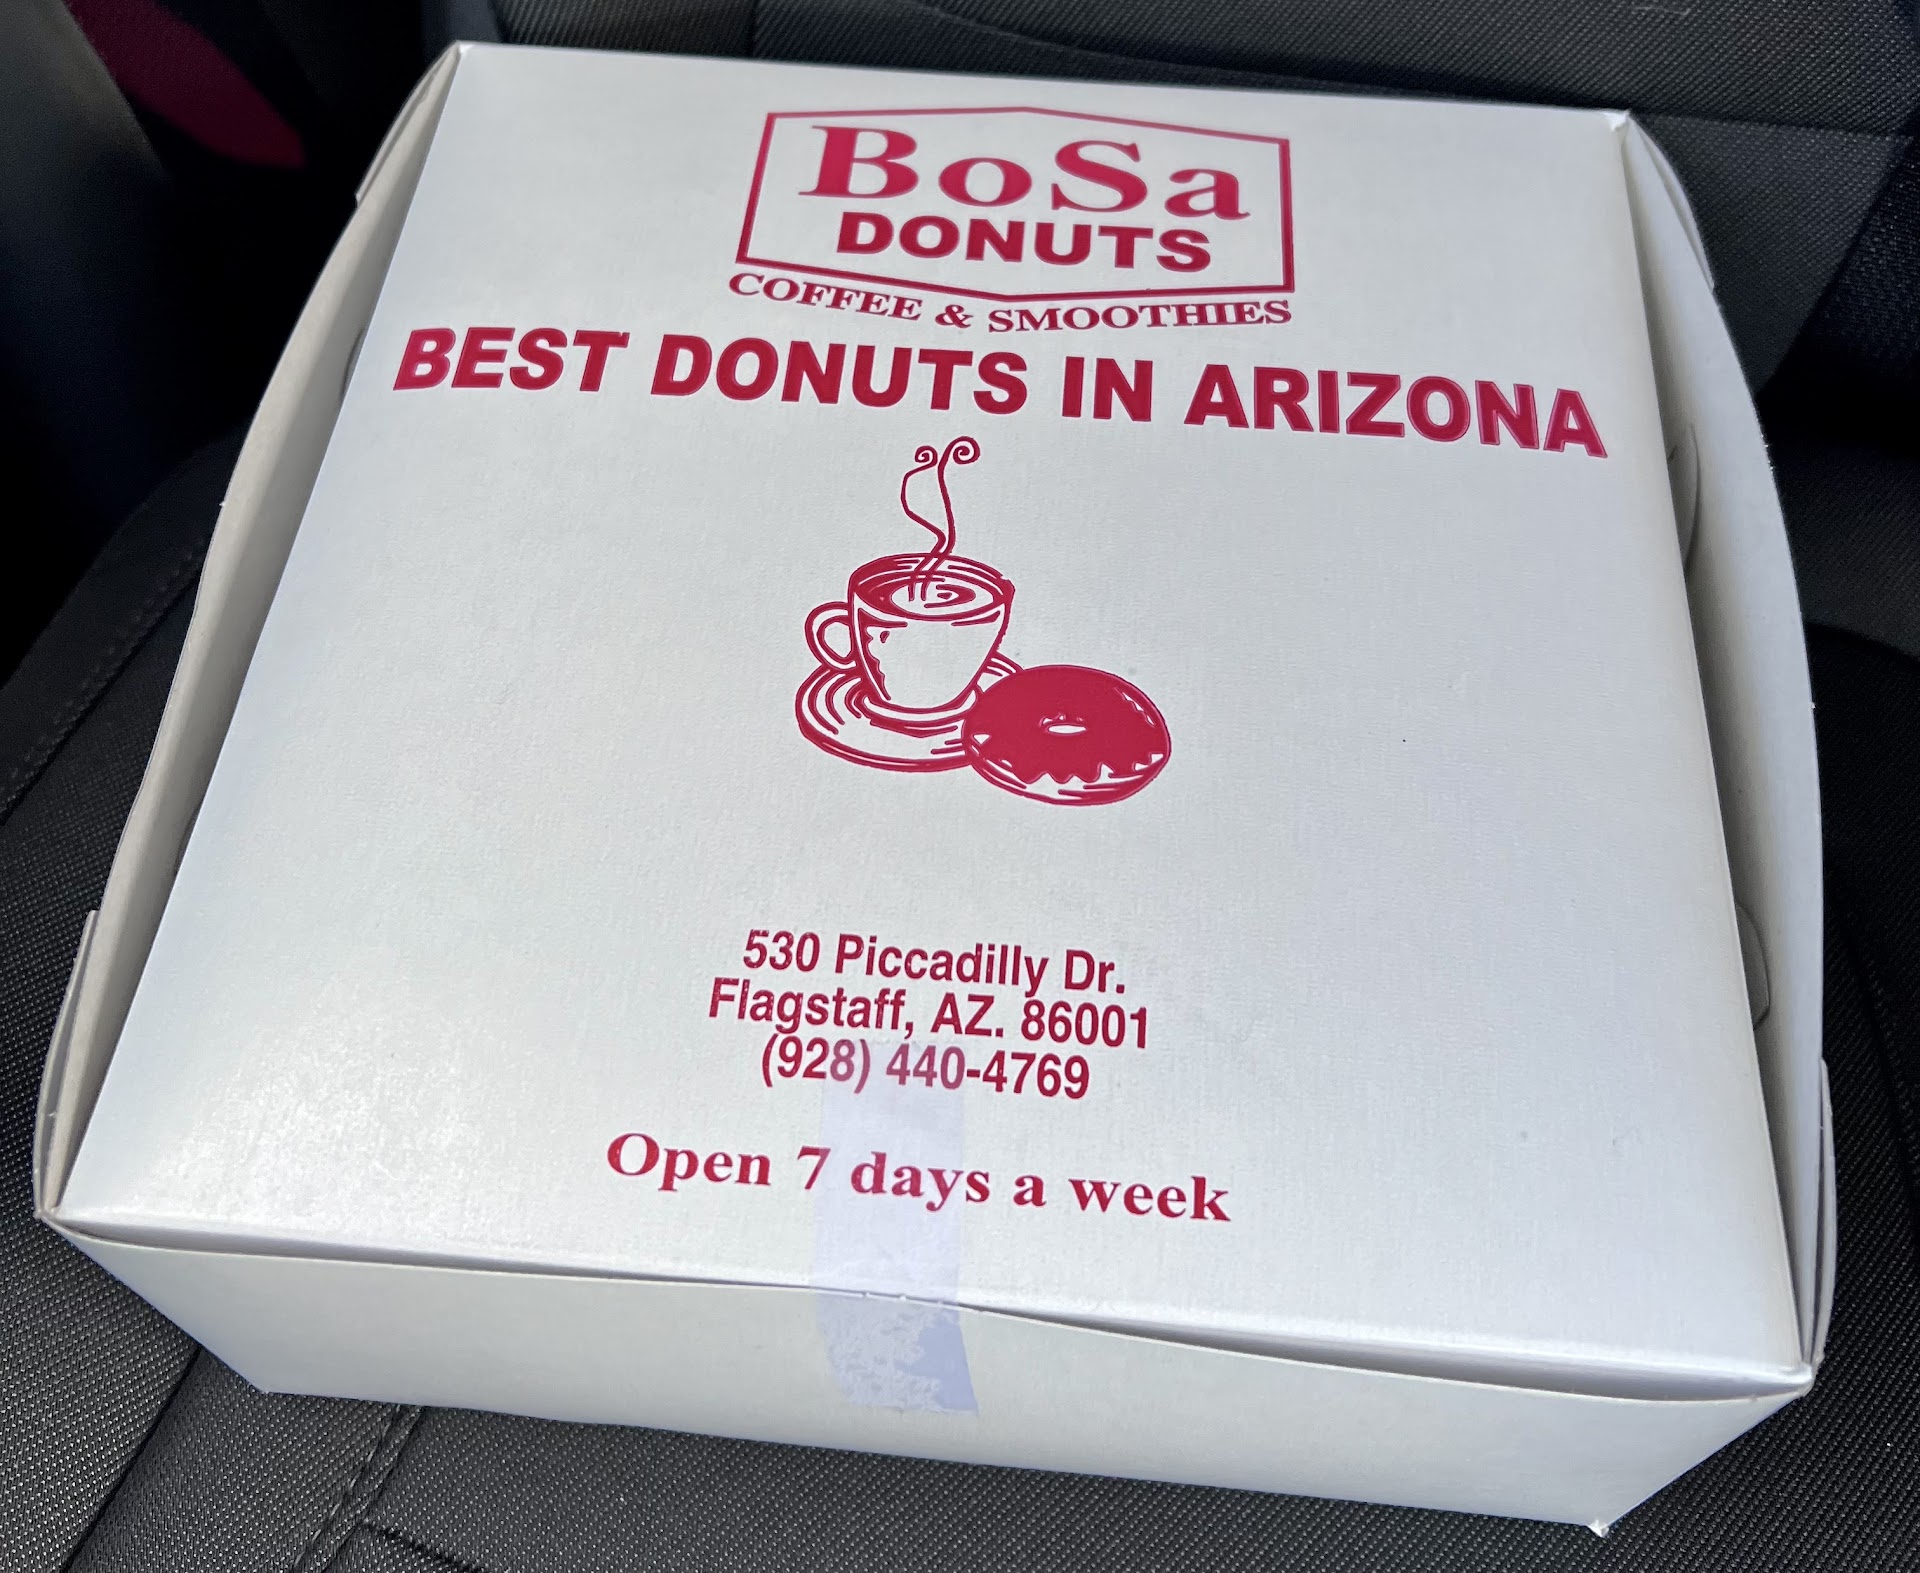 BoSa
DONUTS
COFFEE & SMOOTHIES
BEST DONUTS IN ARIZONA
530 Piccadilly Dr.
Flagstaff, AZ. 86001
(928) 440-4769
Open 7 days a week